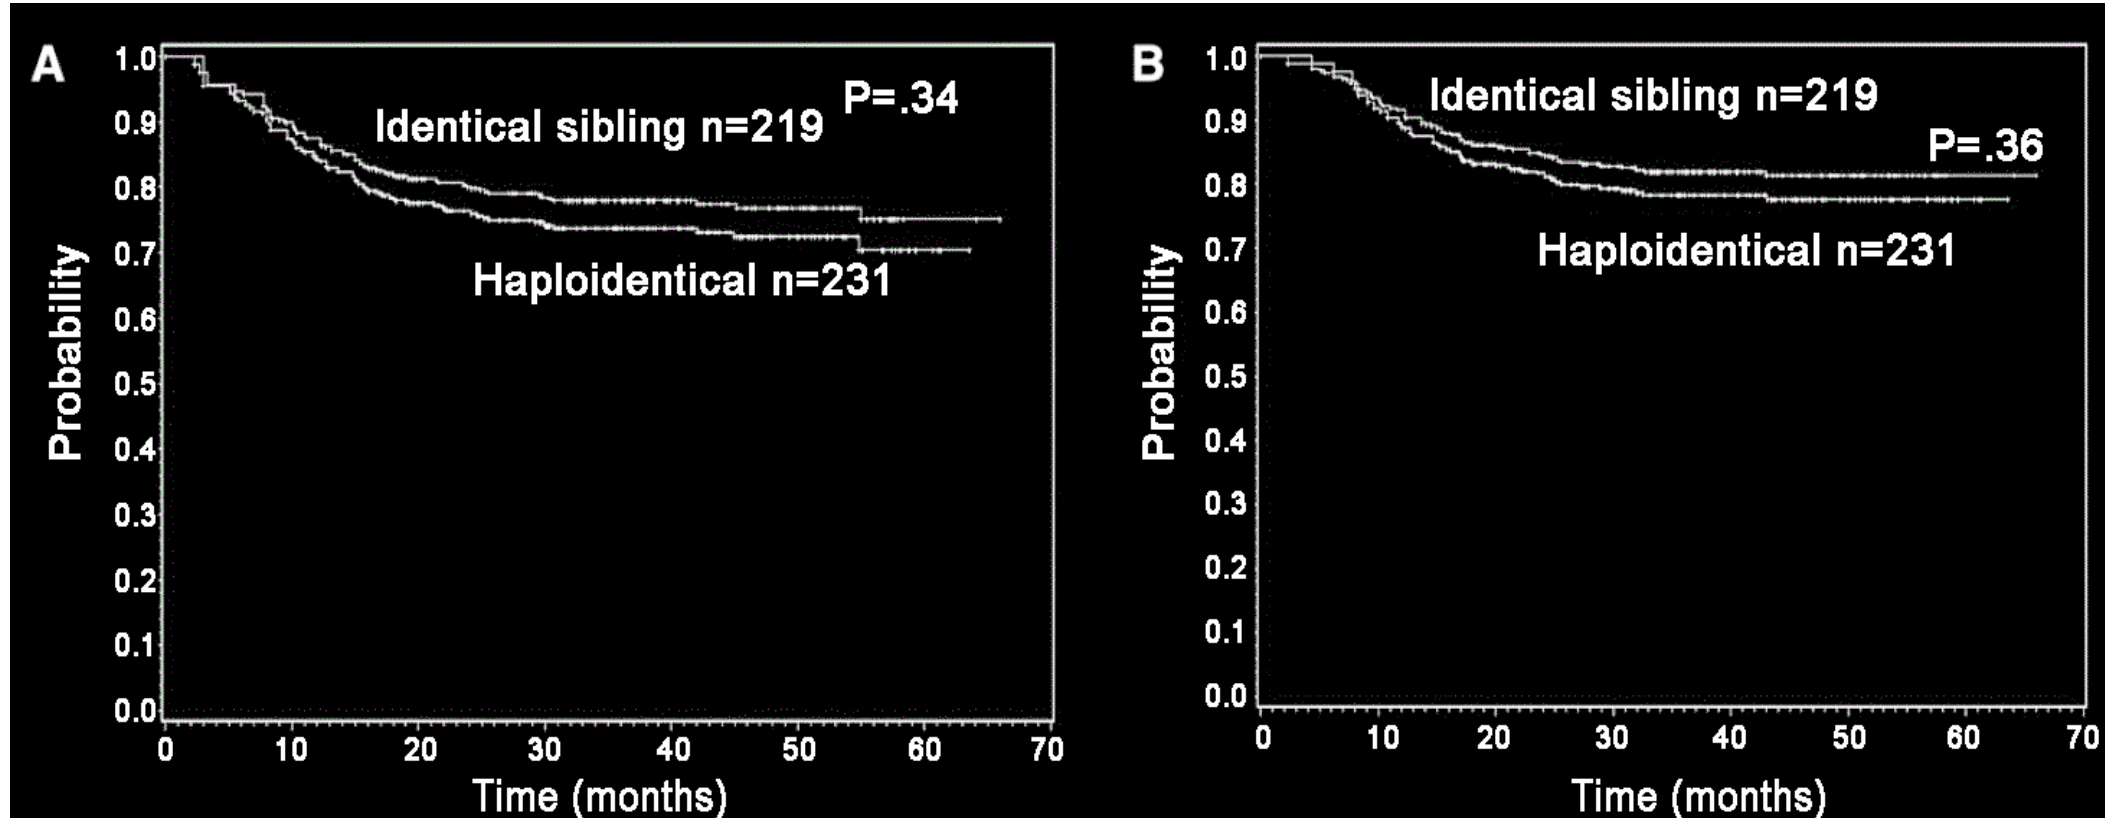 A
Probability
1.0
0.9
0.8
0.7
0.6
0.5
0.4
0.3
0.2
0.1
0.0
Identical sibling n=219
P=.34
Haploidentical n=231
0 10 20 30 40 50 60 70
Time (months)
B
Probability
1.0
0.9
0.8
0.7
0.6
0.5
0.4
0.3
0.2
0.1
0.0
Identical sibling n=219
P=.36
Haploidentical n=231
0 10 20 30 40 50 60 70
Time (months)